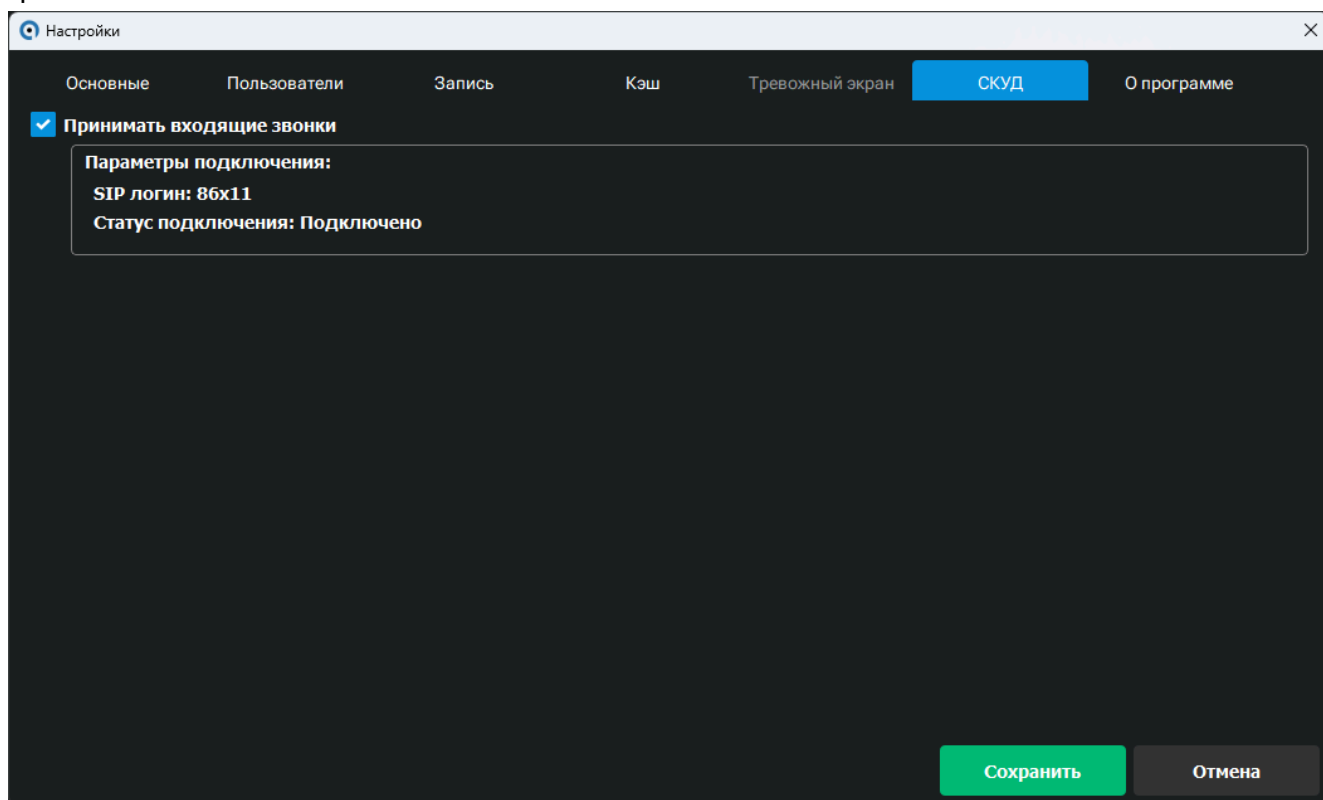 Настройки
Основные Пользователи Запись Кэш Тревожный экран СКУД О программе
Принимать входящие звонки
Параметры подключения:
SIP логин: 86x11
Статус подключения: Подключено
Сохранить Отмена